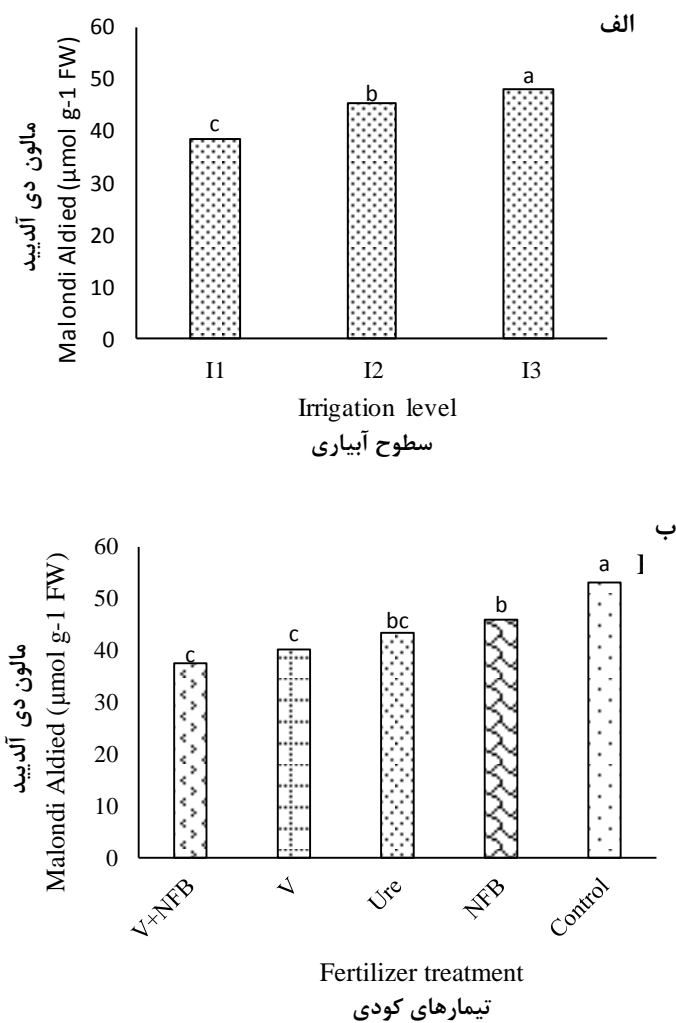 الف
مالون دی آلدیید
Malondi Aldied (µmol g-1 FW)
60
50
40
30
20
10
0
c
b
a
I1 I2 I3
Irrigation level
سطوح آبیاری
ب
مالون دی آلدیید
Malondi Aldied (µmol g-1 FW)
60
50
40
30
20
10
0
c
c
bc
b
a
V+NFB V Ure NFB Control
Fertilizer treatment
تیمارهای کودی